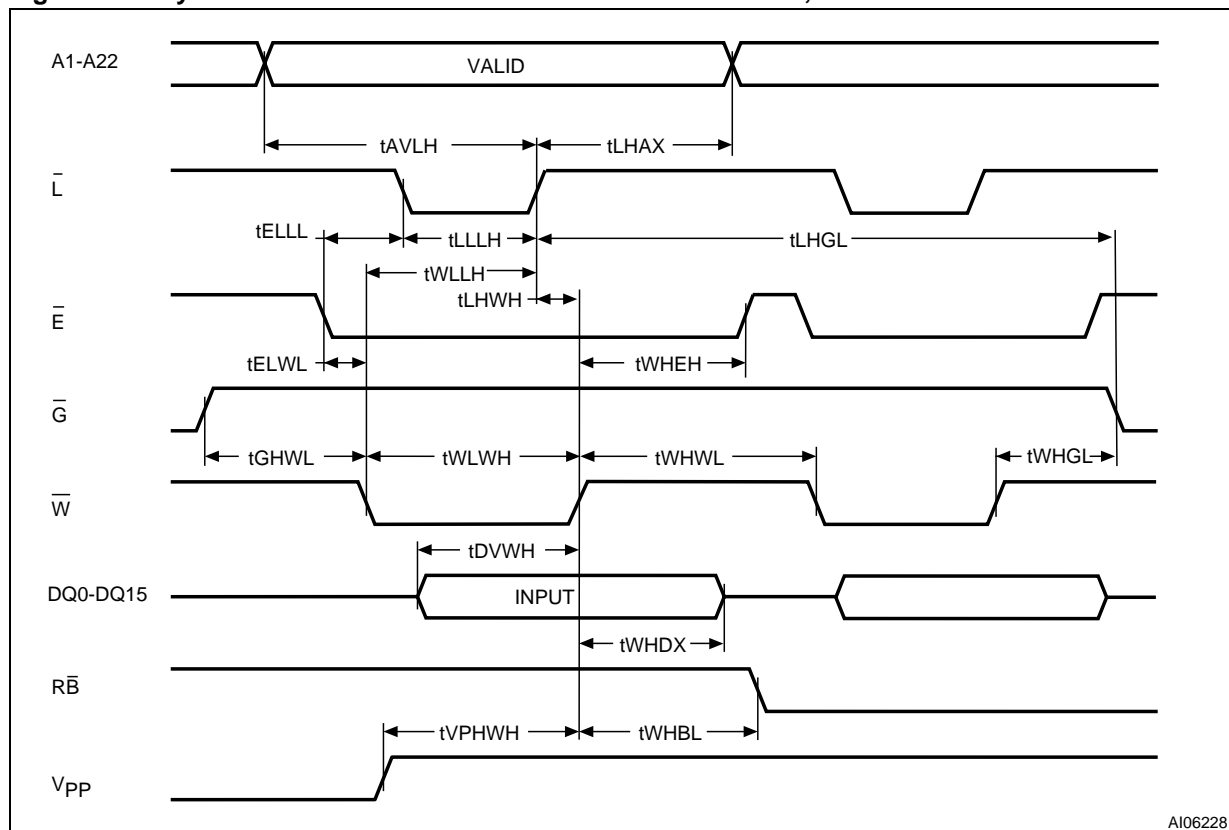 A1-A22
VALID
tAVLH
tLHAX
L̅
tELLL
tLLLH
tLHGL
tWLLH
tLHWH
E̅
tELWL
tWHEH
G̅
tGHWL
tWLWH
tWHWL
tWHGL
W̅
tDVWH
DQ0-DQ15
INPUT
tWHDX
RB̅
tVPHWH
tWHBL
VPP
AI06228